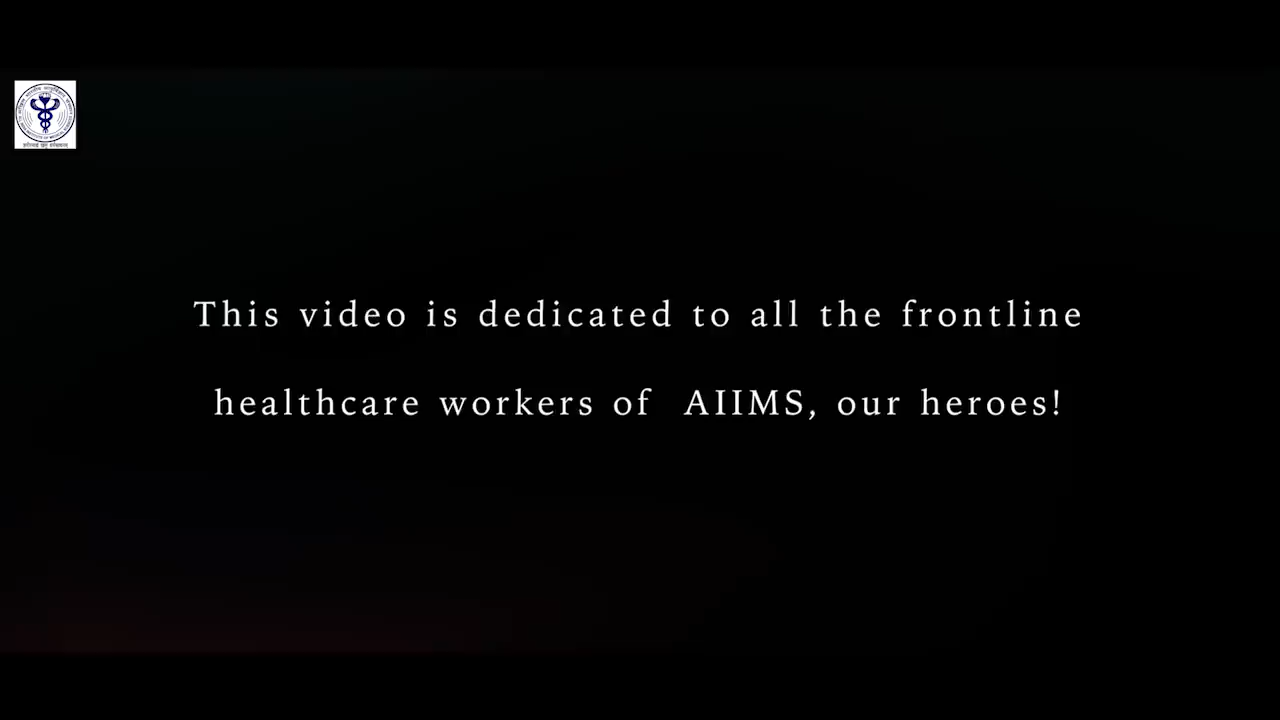 This video is dedicated to all the frontline
healthcare workers of AIIMS, our heroes!